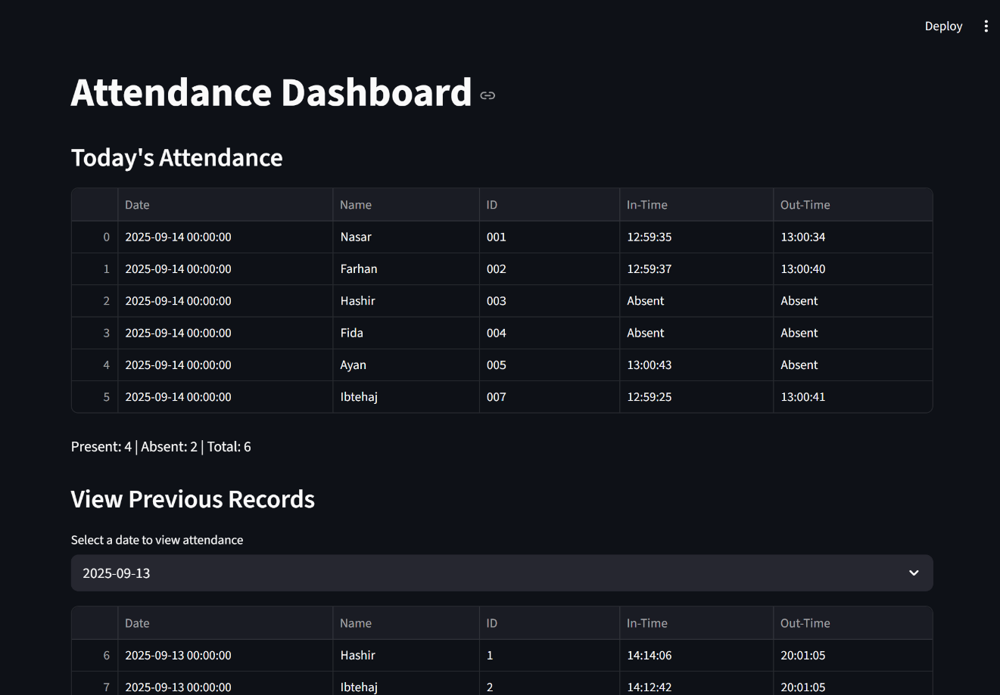 Deploy
Attendance Dashboard
Today's Attendance
Date Name ID In-Time Out-Time
0 2025-09-14 00:00:00 Nasar 001 12:59:35 13:00:34
1 2025-09-14 00:00:00 Farhan 002 12:59:37 13:00:40
2 2025-09-14 00:00:00 Hashir 003 Absent Absent
3 2025-09-14 00:00:00 Fida 004 Absent Absent
4 2025-09-14 00:00:00 Ayan 005 13:00:43 Absent
5 2025-09-14 00:00:00 Ibtehaj 007 12:59:25 13:00:41
Present: 4 | Absent: 2 | Total: 6
View Previous Records
Select a date to view attendance
2025-09-13
Date Name ID In-Time Out-Time
6 2025-09-13 00:00:00 Hashir 1 14:14:06 20:01:05
7 2025-09-13 00:00:00 Ibtehaj 2 14:12:42 20:01:05